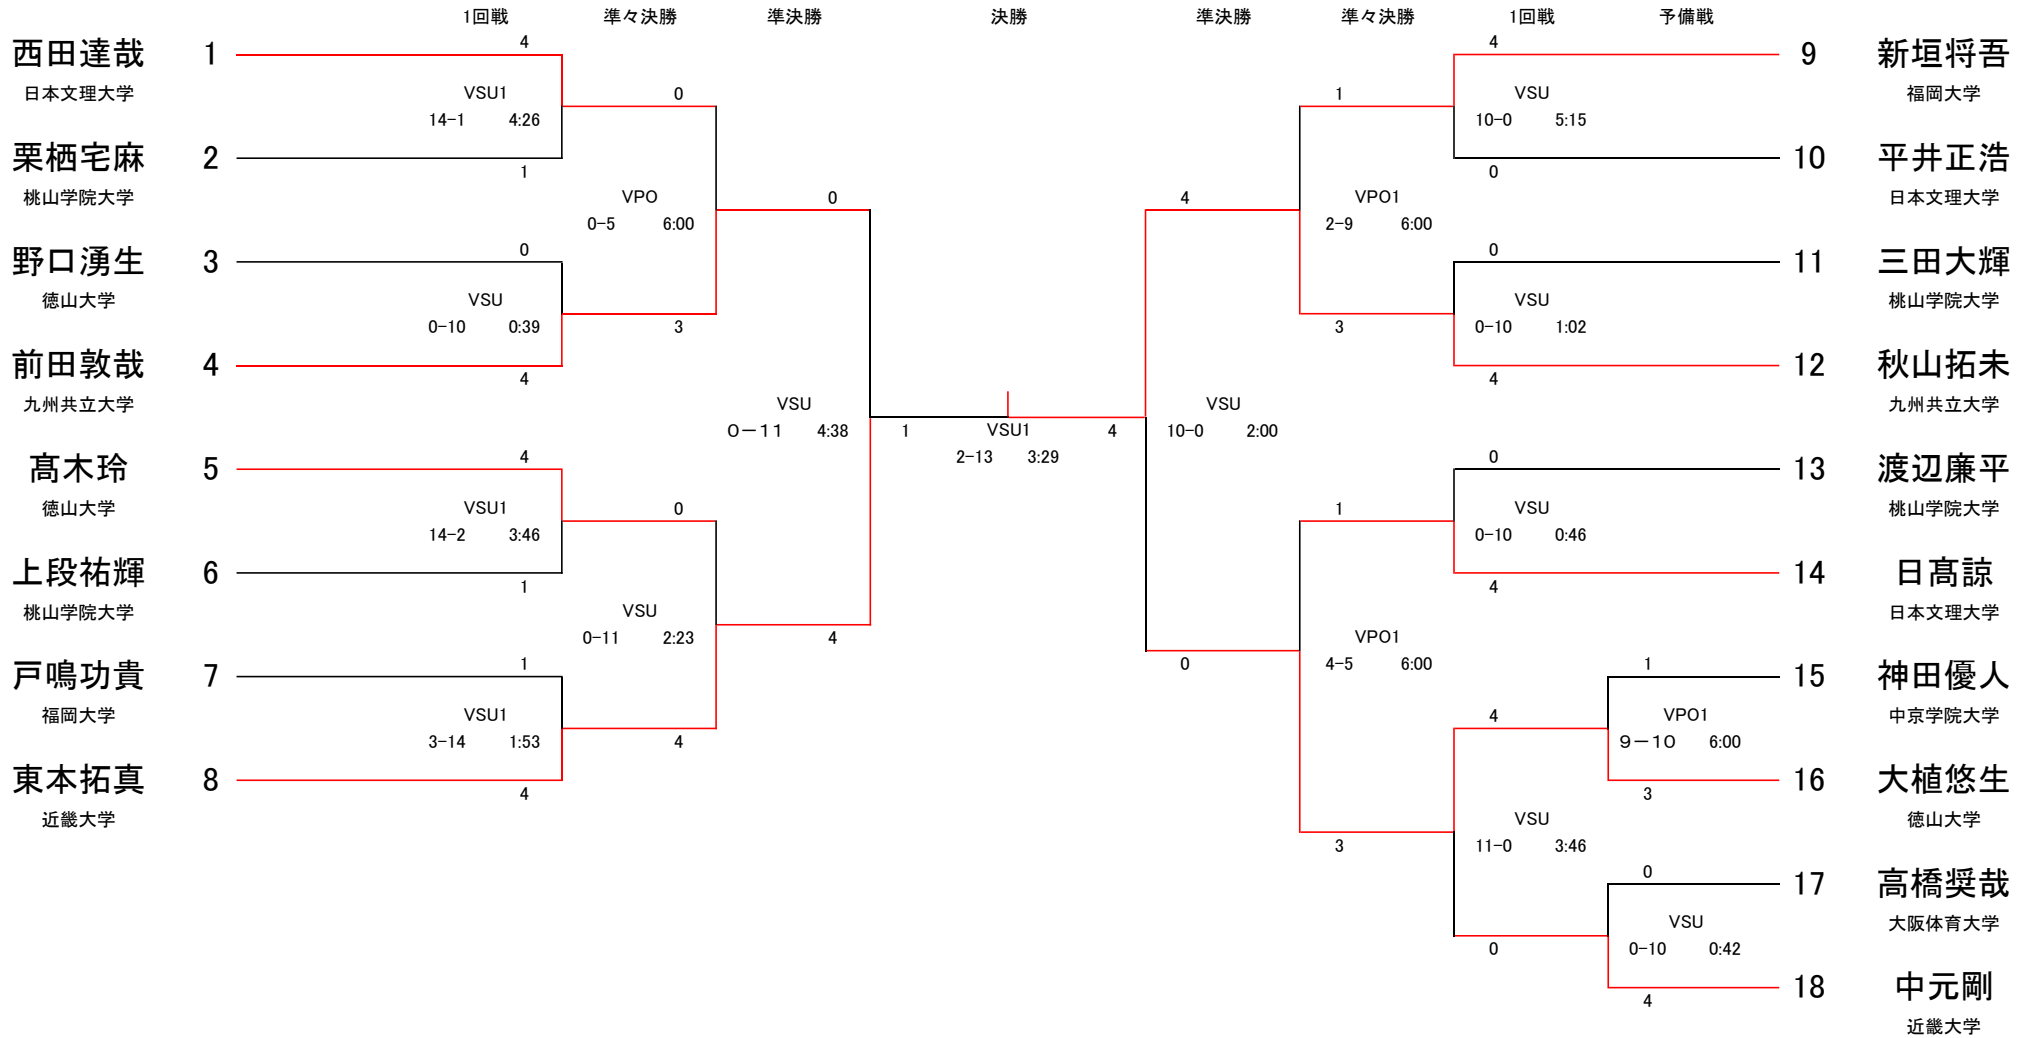 1回戦 準々決勝 準決勝 決勝 準決勝 準々決勝 1回戦 予備戦
西田達哉 1 4
日本文理大学
VSU1
14-1 4:26
0
栗栖宅麻 2 1
桃山学院大学
VPO
0-5 6:00
0
野口湧生 3 0
徳山大学
VSU
0-10 0:39
3
前田敦哉 4 4
九州共立大学
VSU
0-11 4:38
髙木玲 5 4
徳山大学
VSU1
14-2 3:46
0
上段祐輝 6 1
桃山学院大学
VSU
0-11 2:23
4
戸鳴功貴 7 1
福岡大学
VSU1
3-14 1:53
4
東本拓真 8 4
近畿大学
1 VSU1 4
2-13 3:29
4 9 新垣将吾
福岡大学
1
VSU
10-0 5:15
0 10 平井正浩
日本文理大学
4
VPO1
2-9 6:00
0 11 三田大輝
桃山学院大学
VSU
0-10 1:02
3
4 12 秋山拓未
九州共立大学
VSU
10-0 2:00
0 13 渡辺廉平
桃山学院大学
1
VSU
0-10 0:46
4 14 日髙諒
日本文理大学
VPO1
4-5 6:00
0
1 15 神田優人
中京学院大学
4
VPO1
9-10 6:00
3 16 大植悠生
徳山大学
VSU
11-0 3:46
3
0 17 高橋奨哉
大阪体育大学
VSU
0-10 0:42
0
4 18 中元剛
近畿大学